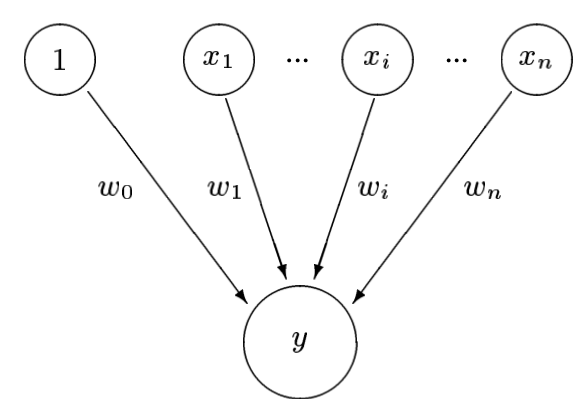 1 x₁ ... xᵢ ... xₙ
w₀ w₁ wᵢ wₙ
y